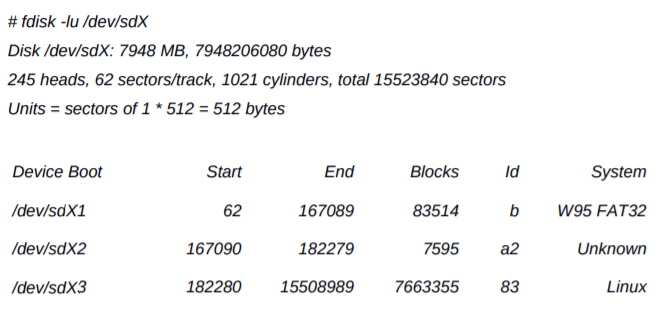 # fdisk -lu /dev/sdX
Disk /dev/sdX: 7948 MB, 7948206080 bytes
245 heads, 62 sectors/track, 1021 cylinders, total 15523840 sectors
Units = sectors of 1 * 512 = 512 bytes
Device Boot Start End Blocks Id System
/dev/sdX1 62 167089 83514 b W95 FAT32
/dev/sdX2 167090 182279 7595 a2 Unknown
/dev/sdX3 182280 15508989 7663355 83 Linux